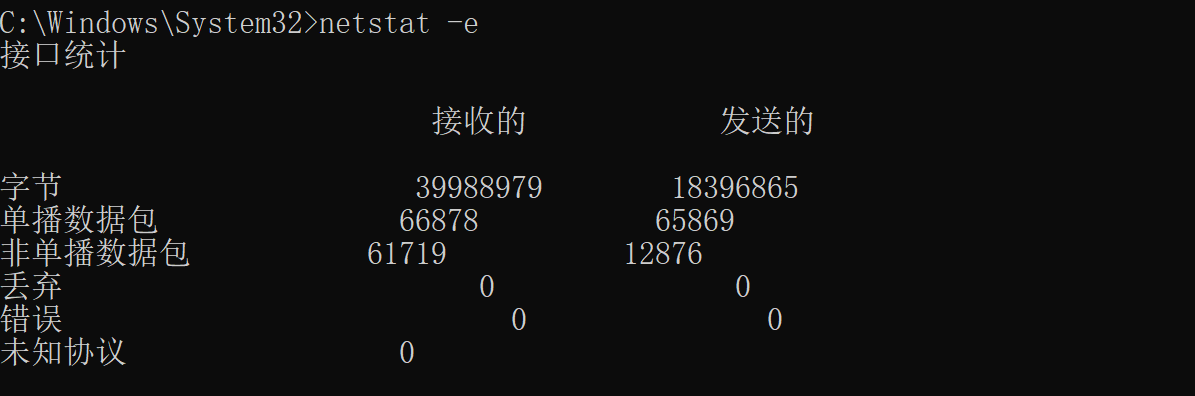 C:\Windows\System32>netstat -e
接口统计
接收的 发送的
字节 39988979 18396865
单播数据包 66878 65869
非单播数据包 61719 12876
丢弃 0 0
错误 0 0
未知协议 0